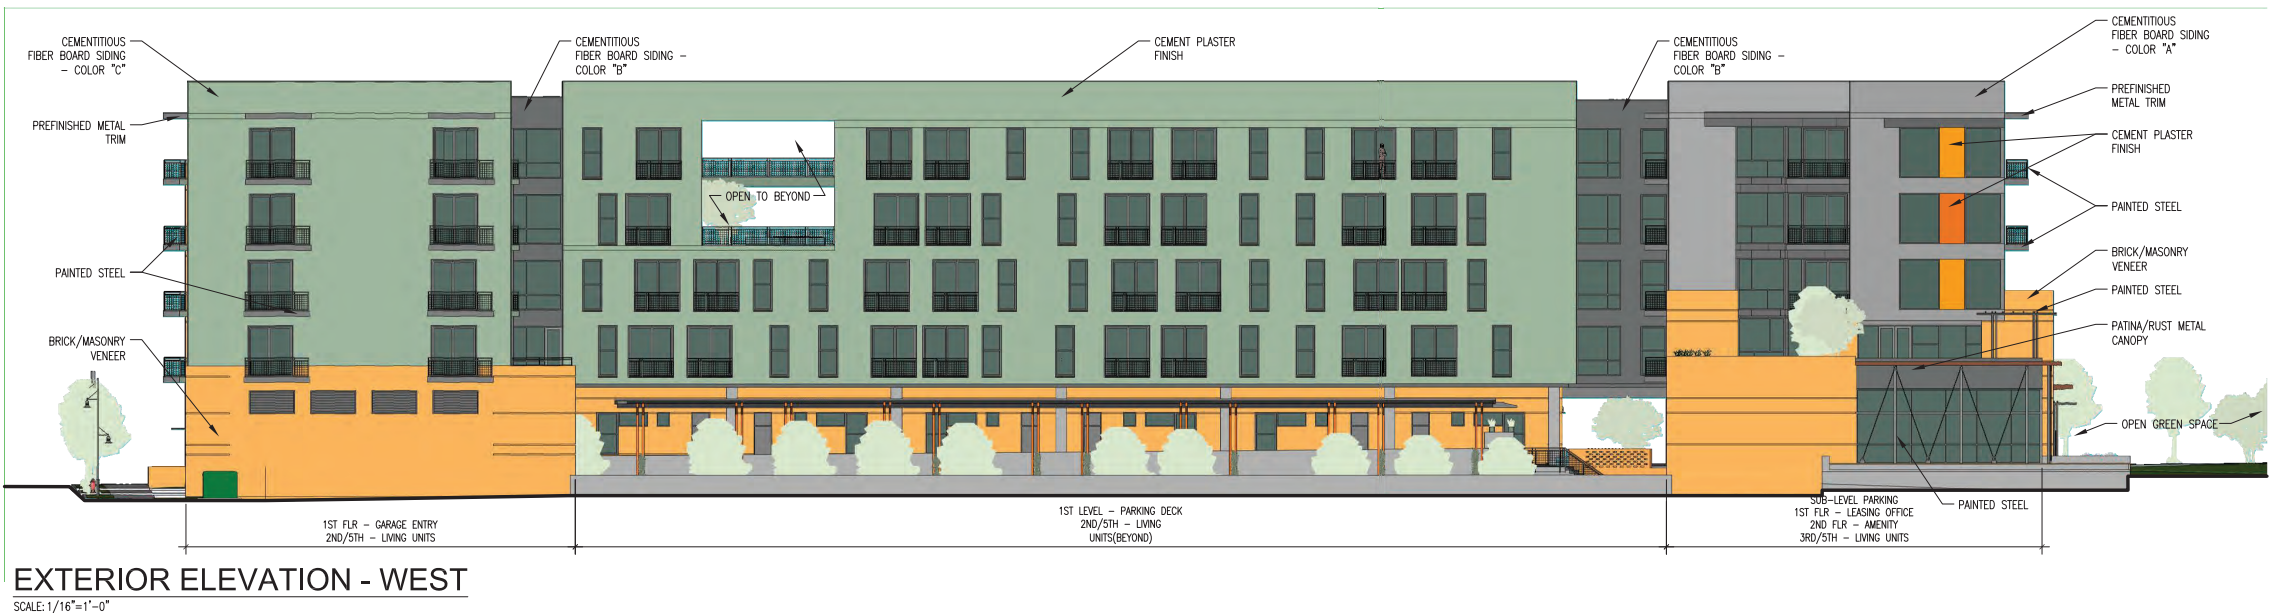 CEMENTITIOUS
FIBER BOARD SIDING
– COLOR "C"
PREFINISHED METAL
TRIM
PAINTED STEEL
BRICK/MASONRY
VENEER
CEMENTITIOUS
FIBER BOARD SIDING –
COLOR "B"
OPEN TO BEYOND
CEMENT PLASTER
FINISH
CEMENTITIOUS
FIBER BOARD SIDING –
COLOR "B"
CEMENTITIOUS
FIBER BOARD SIDING
– COLOR "A"
PREFINISHED
METAL TRIM
CEMENT PLASTER
FINISH
PAINTED STEEL
BRICK/MASONRY
VENEER
PAINTED STEEL
PATINA/RUST METAL
CANOPY
OPEN GREEN SPACE
PAINTED STEEL
1ST FLR – GARAGE ENTRY
2ND/5TH – LIVING UNITS
1ST LEVEL – PARKING DECK
2ND/5TH – LIVING
UNITS(BEYOND)
SUB-LEVEL PARKING
1ST FLR – LEASING OFFICE
2ND FLR – AMENITY
3RD/5TH – LIVING UNITS
EXTERIOR ELEVATION - WEST
SCALE: 1/16"=1'-0"